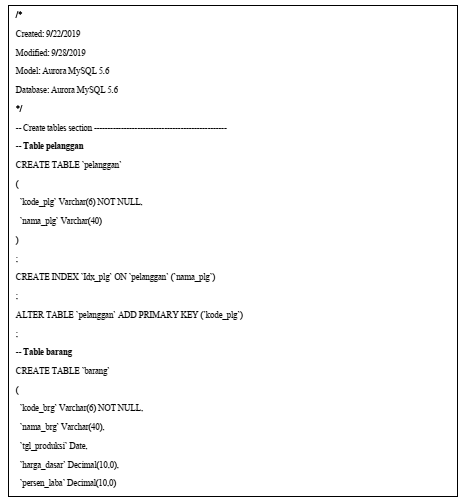 /*
Created: 9/22/2019
Modified: 9/28/2019
Model: Aurora MySQL 5.6
Database: Aurora MySQL 5.6
*/
-- Create tables section -------------------------------------------------
-- Table pelanggan
CREATE TABLE `pelanggan`
(
  `kode_plg` Varchar(6) NOT NULL,
  `nama_plg` Varchar(40)
)
;
CREATE INDEX `Idx_plg` ON `pelanggan` (`nama_plg`)
;
ALTER TABLE `pelanggan` ADD PRIMARY KEY (`kode_plg`)
;
-- Table barang
CREATE TABLE `barang`
(
  `kode_brg` Varchar(6) NOT NULL,
  `nama_brg` Varchar(40),
  `tgl_produksi` Date,
  `harga_dasar` Decimal(10,0),
  `persen_laba` Decimal(10,0)